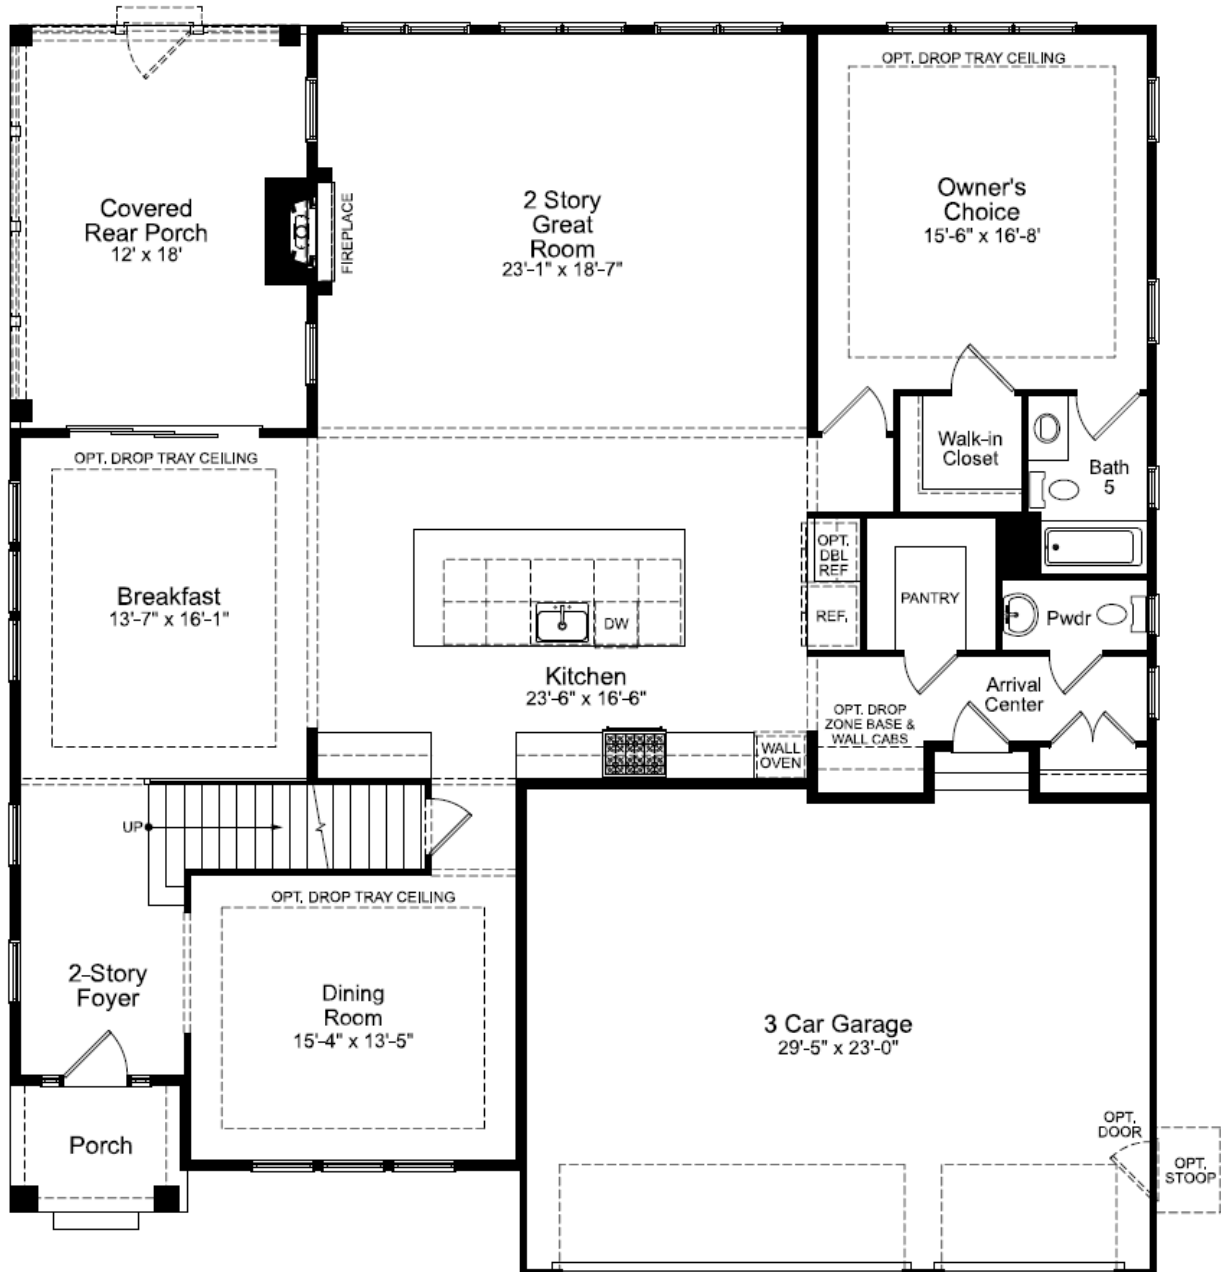 OPT. DROP TRAY CEILING
Covered
Rear Porch
12' x 18'
FIREPLACE
2 Story
Great
Room
23'-1" x 18'-7"
Owner's
Choice
15'-6" x 16'-8'
OPT. DROP TRAY CEILING
Walk-in
Closet
Bath
5
Breakfast
13'-7" x 16'-1"
OPT.
DBL
REF
REF.
PANTRY
Pwdr
DW
Kitchen
23'-6" x 16'-6"
Arrival
Center
OPT. DROP
ZONE BASE &
WALL CABS
WALL
OVEN
UP
OPT. DROP TRAY CEILING
2-Story
Foyer
Dining
Room
15'-4" x 13'-5"
3 Car Garage
29'-5" x 23'-0"
Porch
OPT.
DOOR
OPT.
STOOP